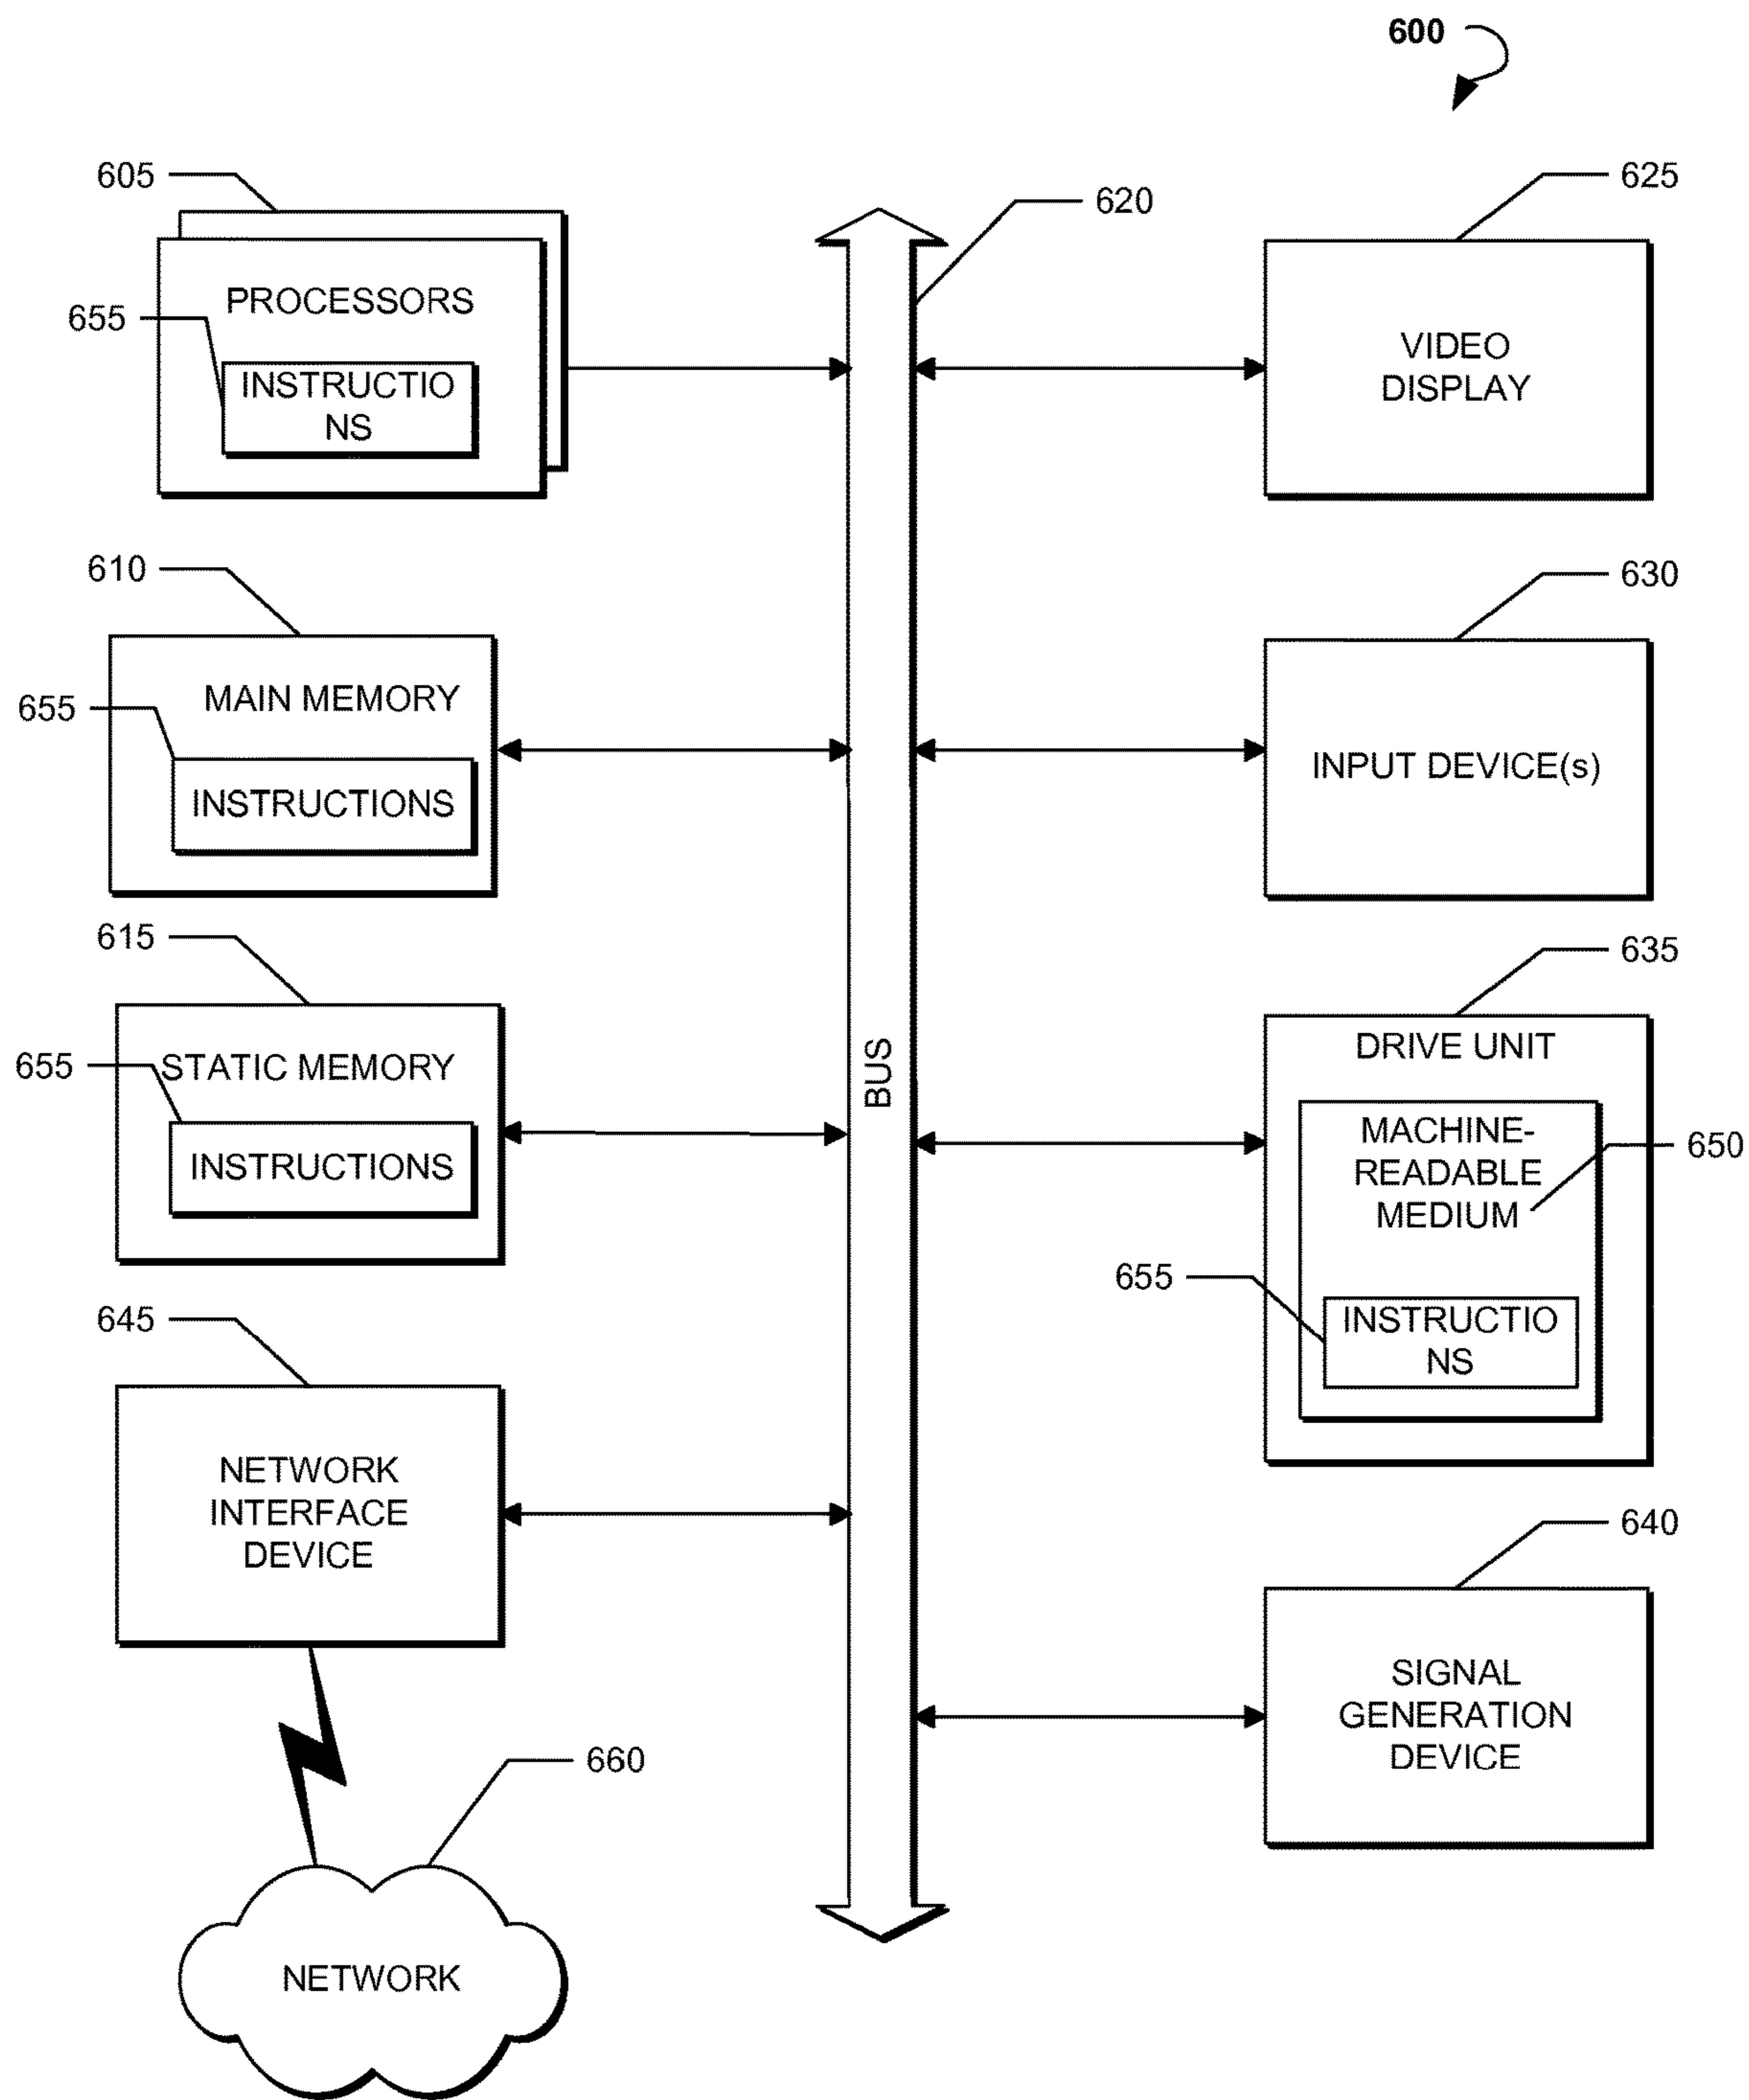 600
605
PROCESSORS
655
INSTRUCTIO
NS
610
MAIN MEMORY
655
INSTRUCTIONS
615
STATIC MEMORY
655
INSTRUCTIONS
645
NETWORK
INTERFACE
DEVICE
660
NETWORK
620
BUS
625
VIDEO
DISPLAY
630
INPUT DEVICE(s)
635
DRIVE UNIT
MACHINE-
READABLE
MEDIUM
650
655
INSTRUCTIO
NS
640
SIGNAL
GENERATION
DEVICE